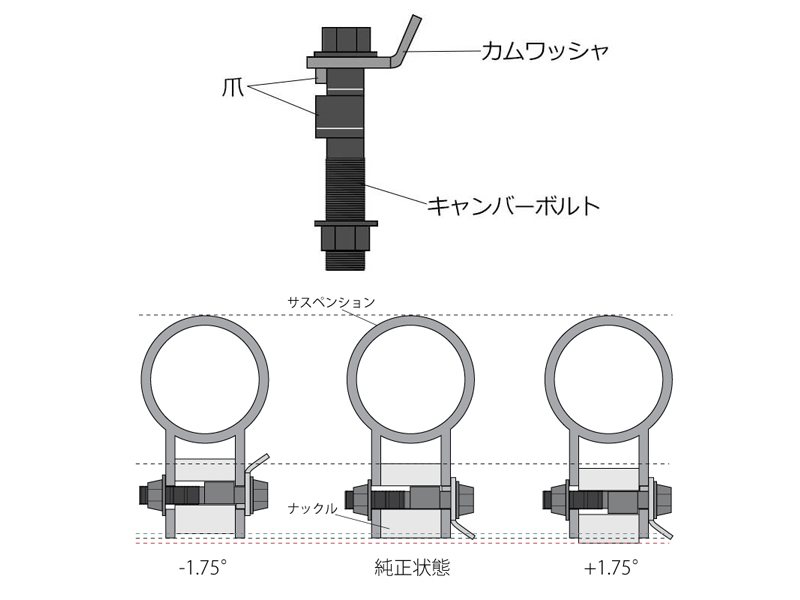 カムワッシャ
爪
キャンバーボルト
サスペンション
ナックル
-1.75°
純正状態
+1.75°